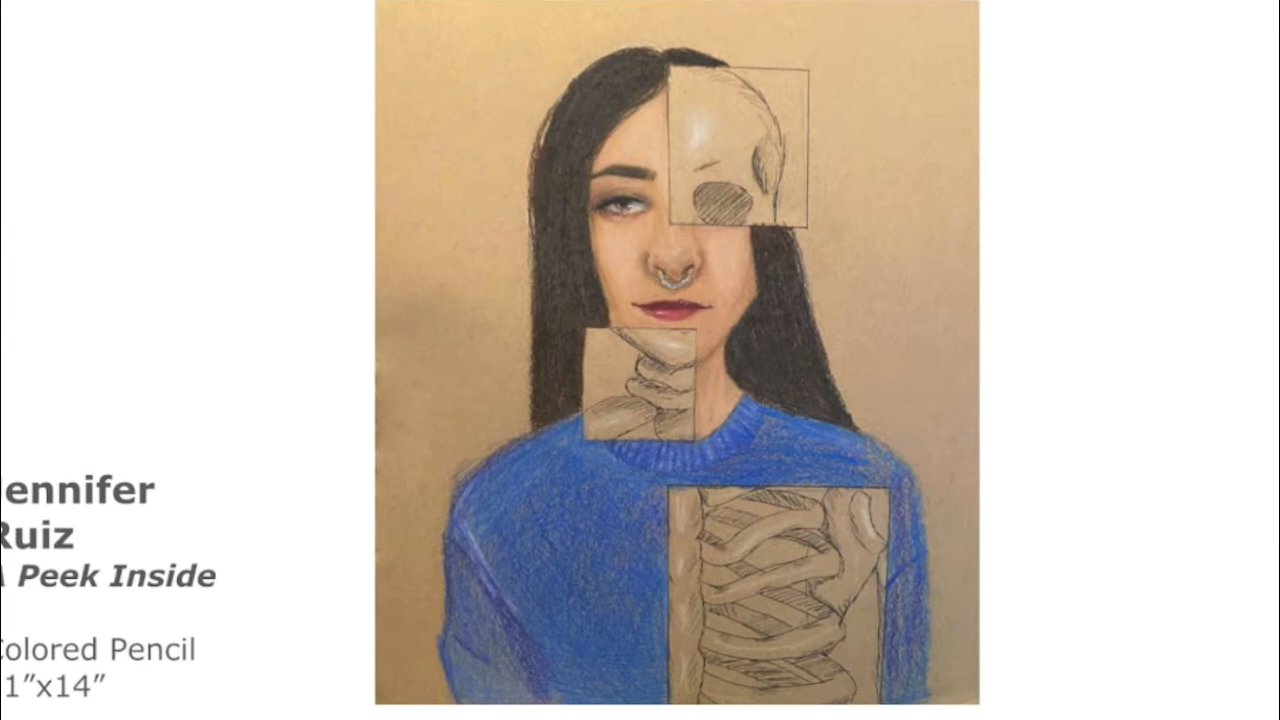 ennifer
Ruiz
Peek Inside
Colored Pencil
1”x14”